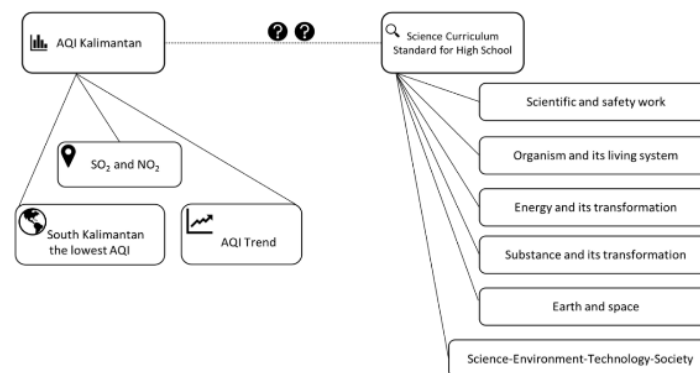 AQI Kalimantan
? ?
Science Curriculum
Standard for High School
Scientific and safety work
Organism and its living system
SO₂ and NO₂
Energy and its transformation
South Kalimantan
the lowest AQI
AQI Trend
Substance and its transformation
Earth and space
Science-Environment-Technology-Society